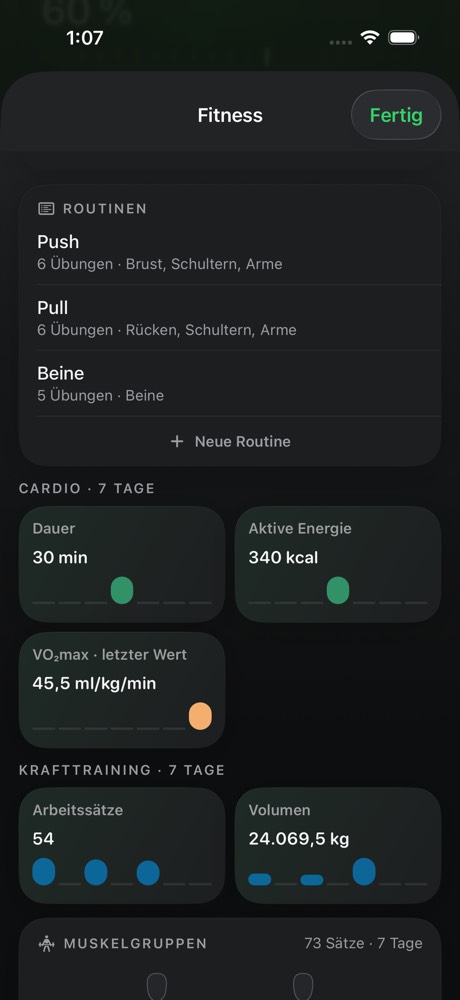 60 %
1:07
Fitness
Fertig
ROUTINEN
Push
6 Übungen · Brust, Schultern, Arme
Pull
6 Übungen · Rücken, Schultern, Arme
Beine
5 Übungen · Beine
+ Neue Routine
CARDIO · 7 TAGE
Dauer
30 min
Aktive Energie
340 kcal
VO₂max · letzter Wert
45,5 ml/kg/min
KRAFTTRAINING · 7 TAGE
Arbeitssätze
54
Volumen
24.069,5 kg
MUSKELGRUPPEN
73 Sätze · 7 Tage